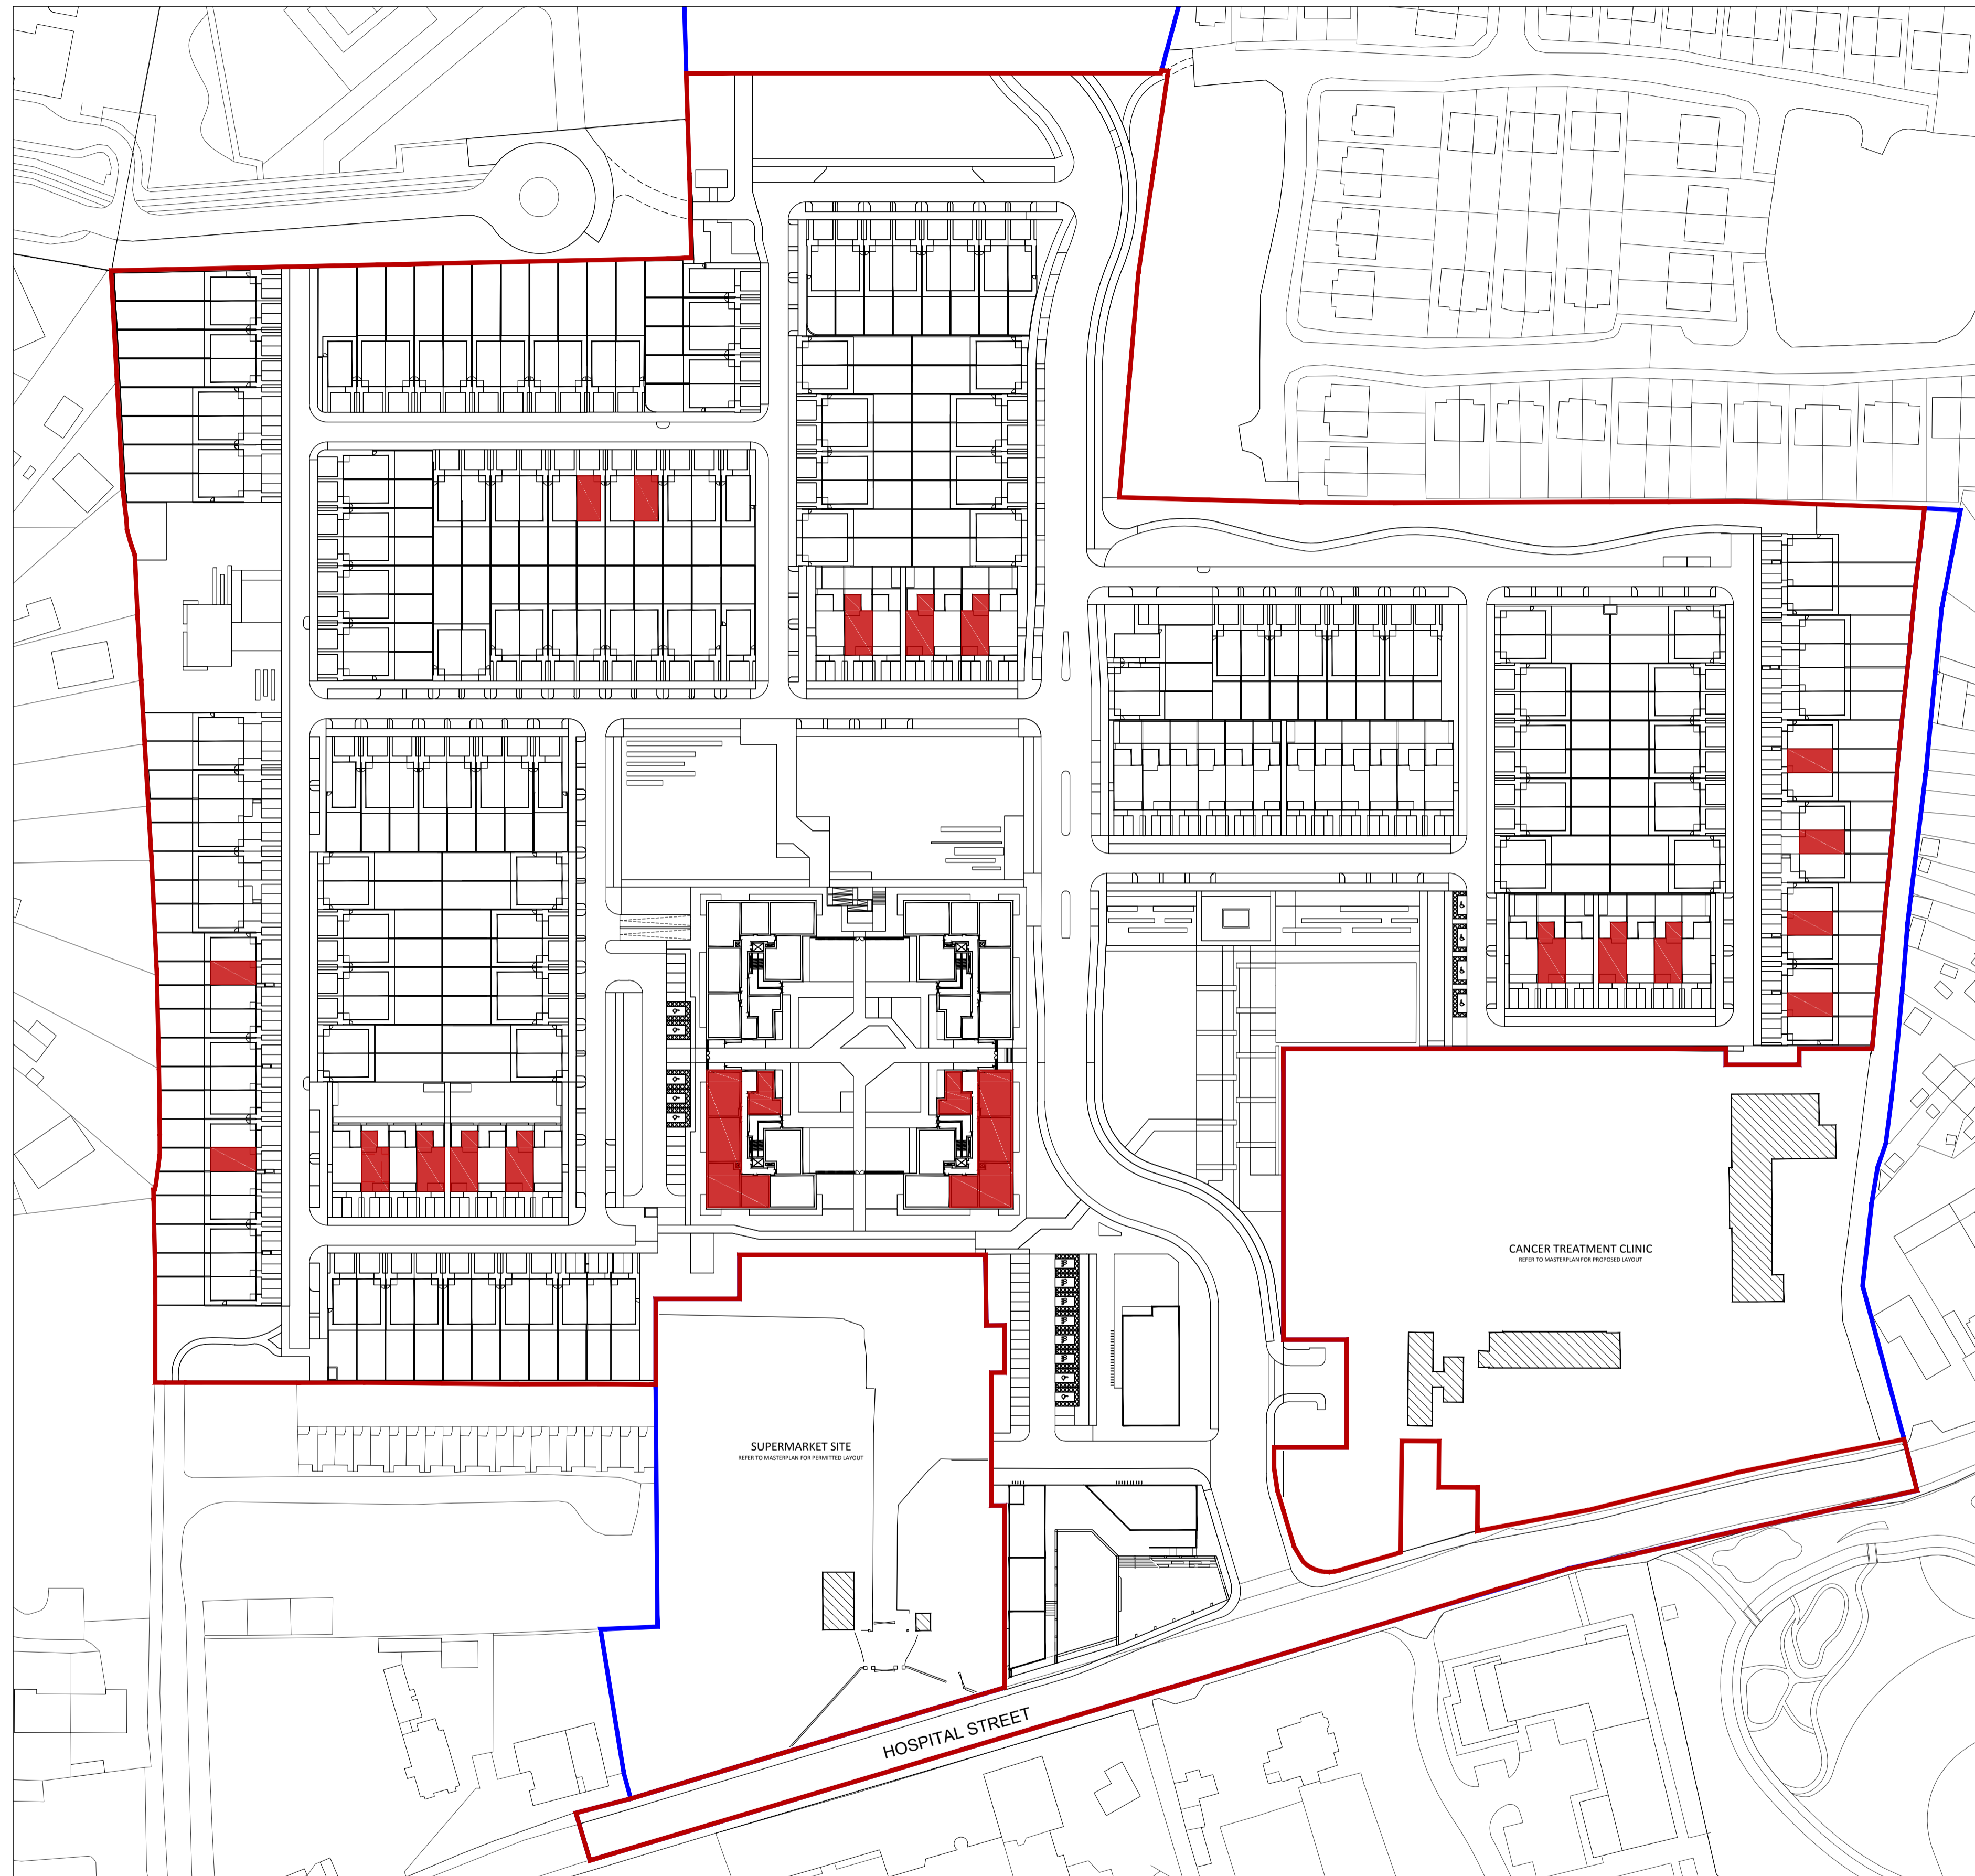 CANCER TREATMENT CLINIC
REFER TO MASTERPLAN FOR PROPOSED LAYOUT
SUPERMARKET SITE
REFER TO MASTERPLAN FOR PERMITTED LAYOUT
HOSPITAL STREET